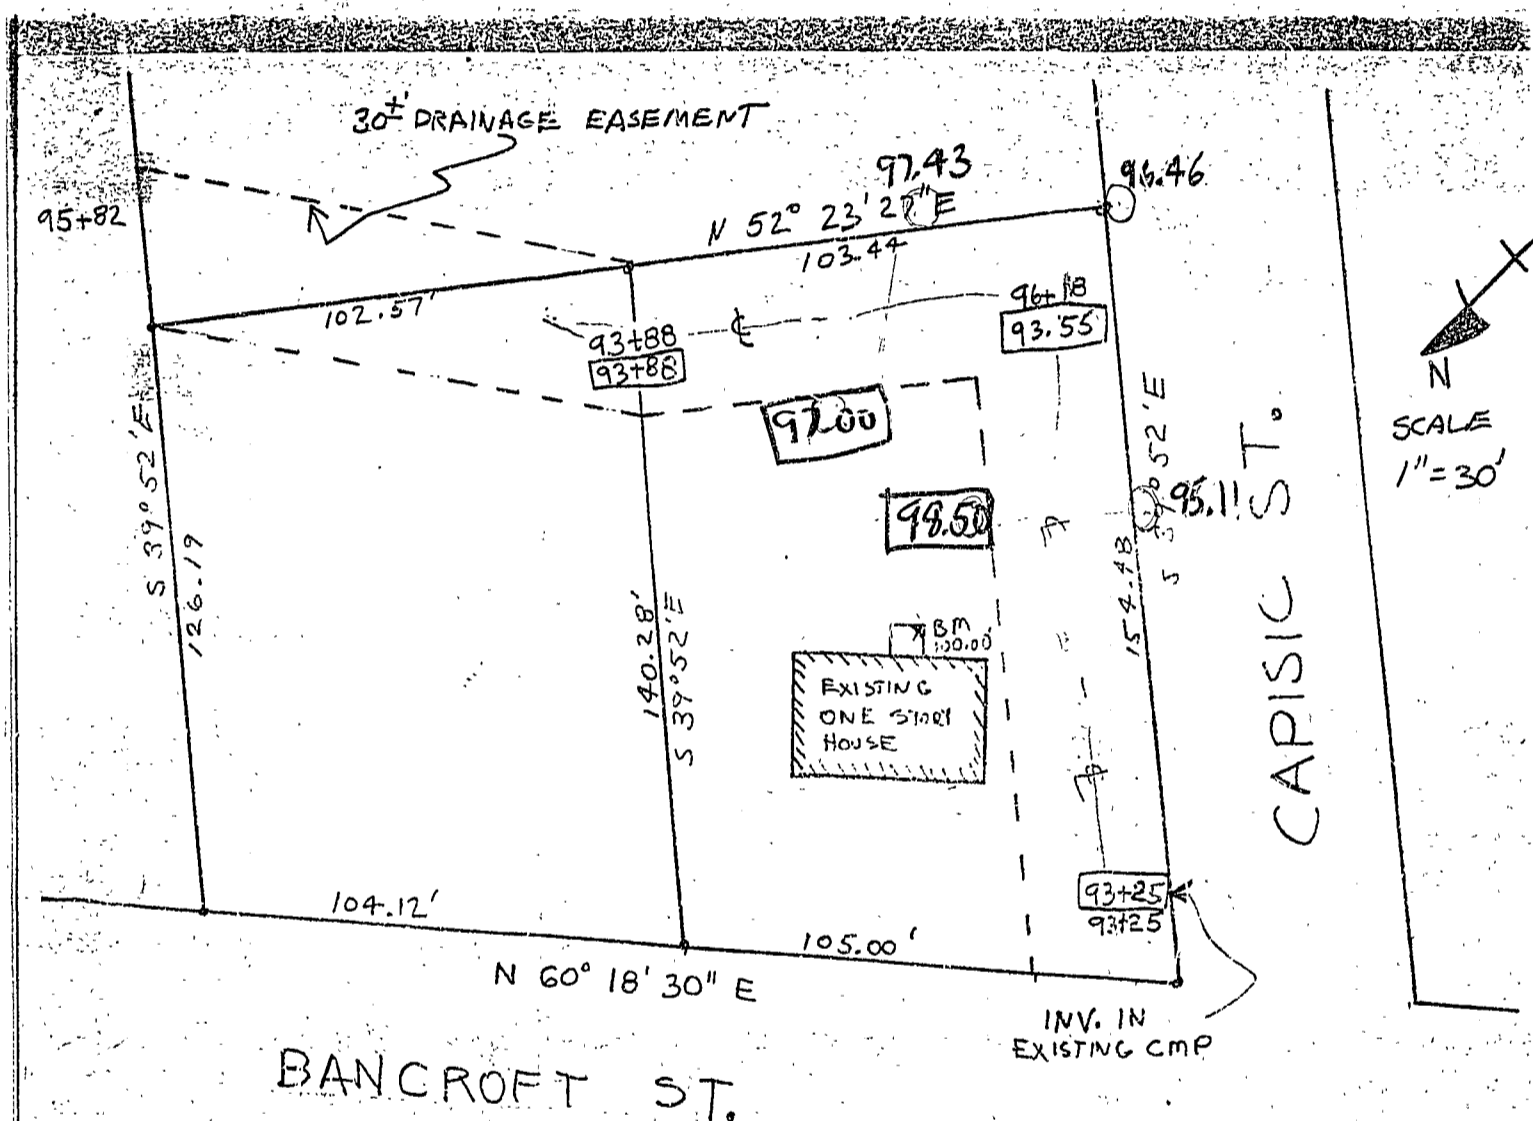 30±' DRAINAGE EASEMENT
97.43
95+82
N 52° 23' 2 " E
103.44
102.57'
96+18
93.55
93+88
93+88
97.00
98.50
95.11
S 39° 52' E
126.19
140.28'
S 39° 52' E
154.48
S 39° 52' E
BM
100.00'
EXISTING
ONE STORY
HOUSE
CAPISIC ST.
N
SCALE
1" = 30'
93+25
93+25
104.12'
105.00'
N 60° 18' 30" E
INV. IN
EXISTING CMP
BANCROFT ST.